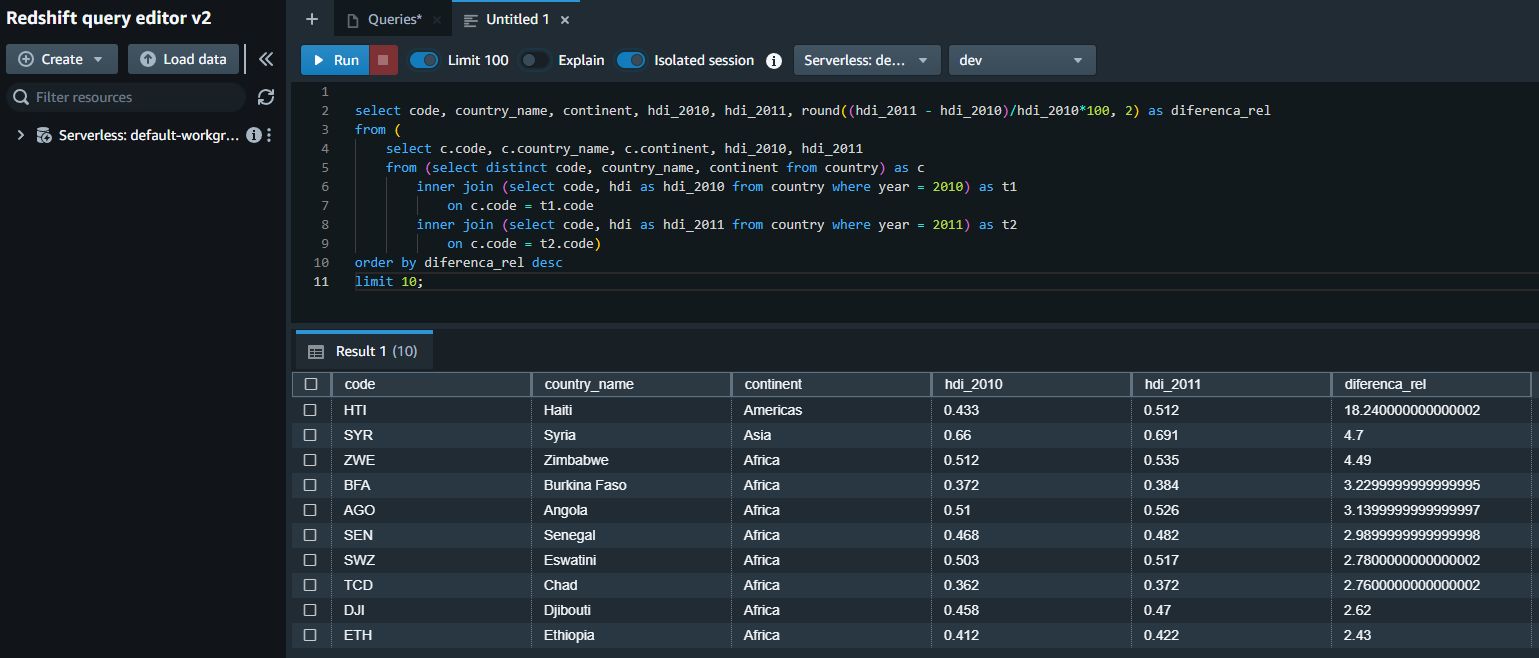 Redshift query editor v2
Queries*
Untitled 1
Create
Load data
Run
Limit 100
Explain
Isolated session
Serverless: de...
dev
Filter resources
Serverless: default-workgr...
1
2 select code, country_name, continent, hdi_2010, hdi_2011, round((hdi_2011 - hdi_2010)/hdi_2010*100, 2) as diferenca_rel
3 from (
4 select c.code, c.country_name, c.continent, hdi_2010, hdi_2011
5 from (select distinct code, country_name, continent from country) as c
6 inner join (select code, hdi as hdi_2010 from country where year = 2010) as t1
7 on c.code = t1.code
8 inner join (select code, hdi as hdi_2011 from country where year = 2011) as t2
9 on c.code = t2.code)
10 order by diferenca_rel desc
11 limit 10;
Result 1 (10)
code country_name continent hdi_2010 hdi_2011 diferenca_rel
HTI Haiti Americas 0.433 0.512 18.240000000000002
SYR Syria Asia 0.66 0.691 4.7
ZWE Zimbabwe Africa 0.512 0.535 4.49
BFA Burkina Faso Africa 0.372 0.384 3.2299999999999995
AGO Angola Africa 0.51 0.526 3.1399999999999997
SEN Senegal Africa 0.468 0.482 2.9899999999999998
SWZ Eswatini Africa 0.503 0.517 2.7800000000000002
TCD Chad Africa 0.362 0.372 2.7600000000000002
DJI Djibouti Africa 0.458 0.47 2.62
ETH Ethiopia Africa 0.412 0.422 2.43